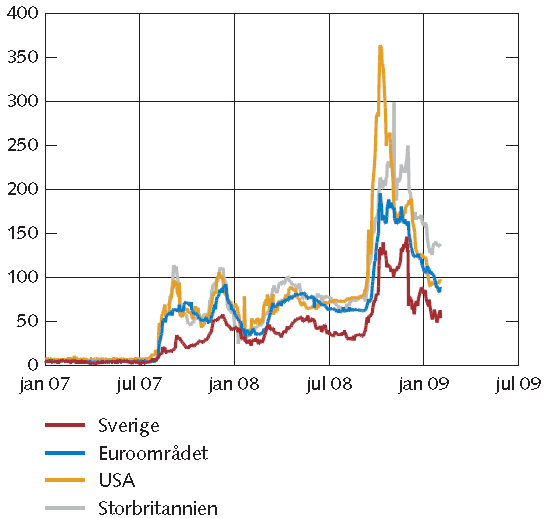 400
350
300
250
200
150
100
50
0
jan 07 jul 07 jan 08 jul 08 jan 09 jul 09
Sverige
Euroområdet
USA
Storbritannien